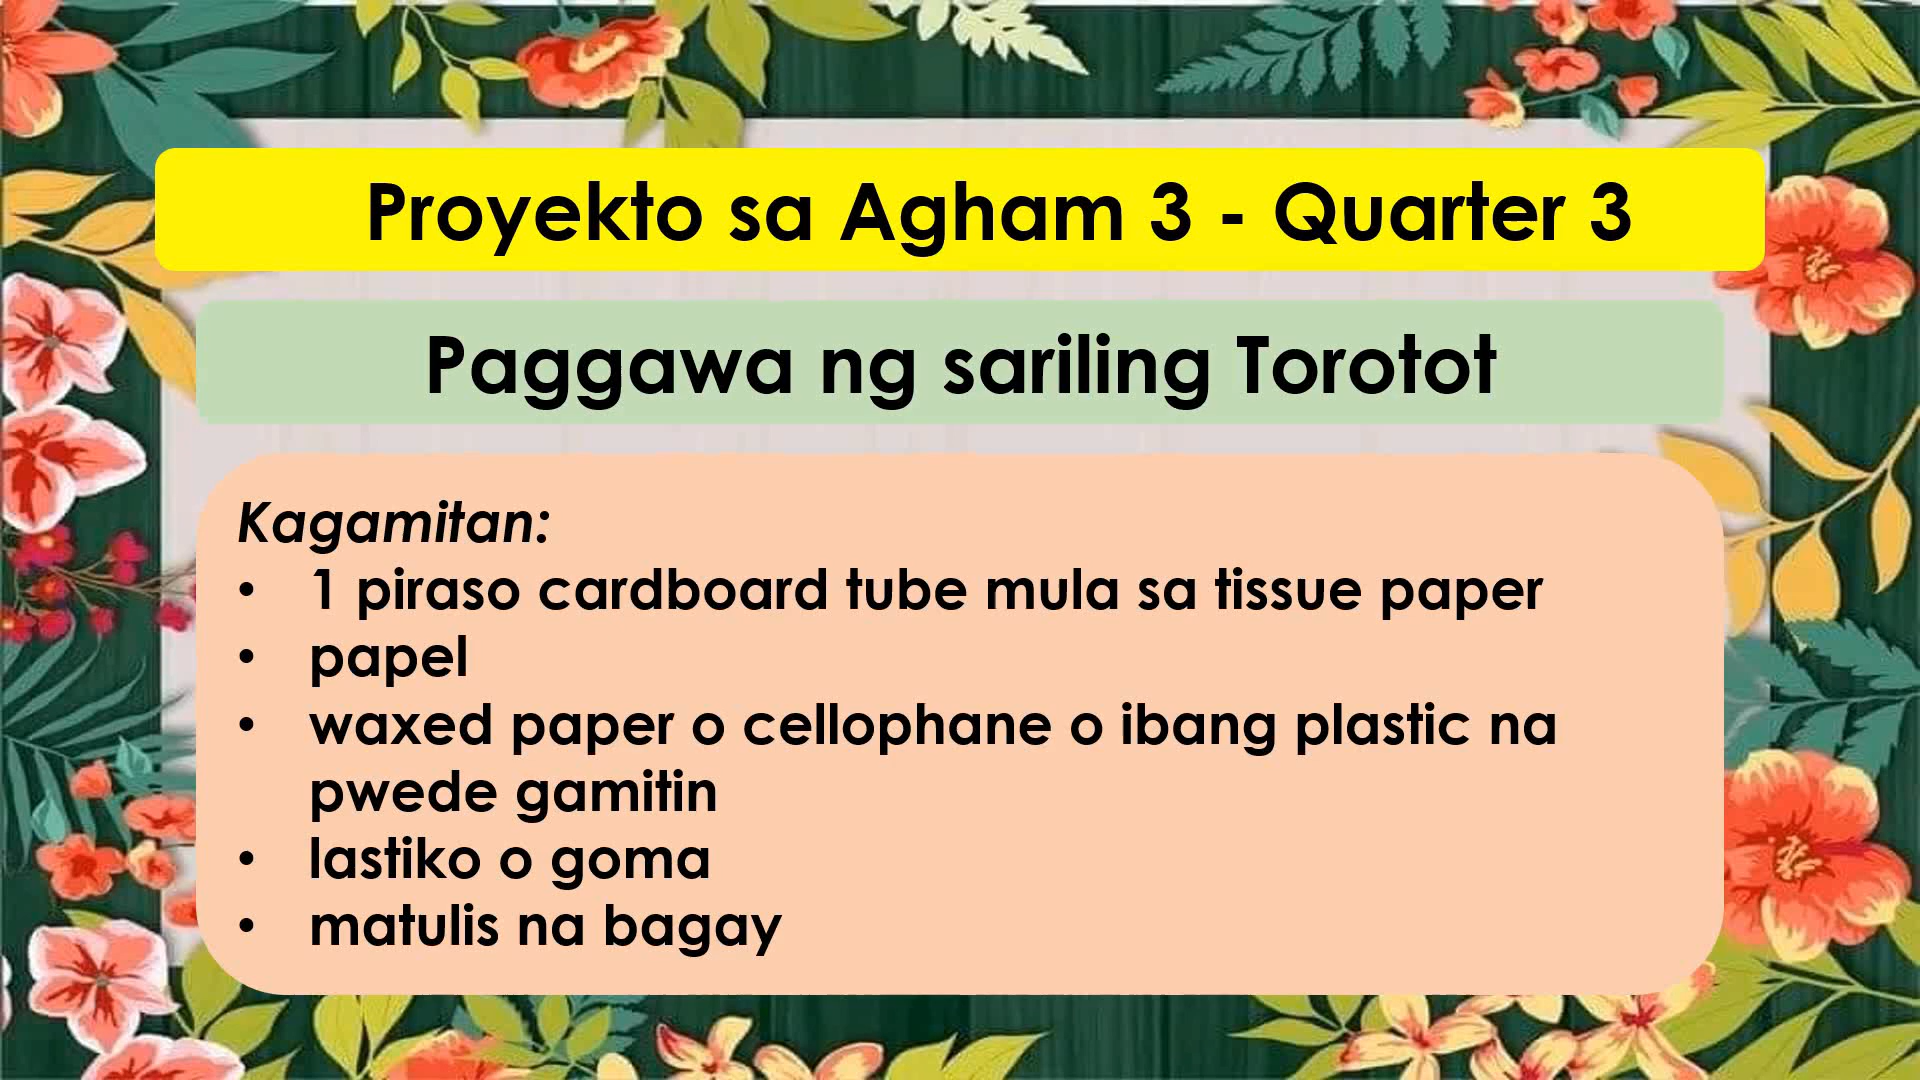 Proyekto sa Agham 3 - Quarter 3
Paggawa ng sariling Torotot
Kagamitan:
• 1 piraso cardboard tube mula sa tissue paper
• papel
• waxed paper o cellophane o ibang plastic na
pwede gamitin
• lastiko o goma
• matulis na bagay